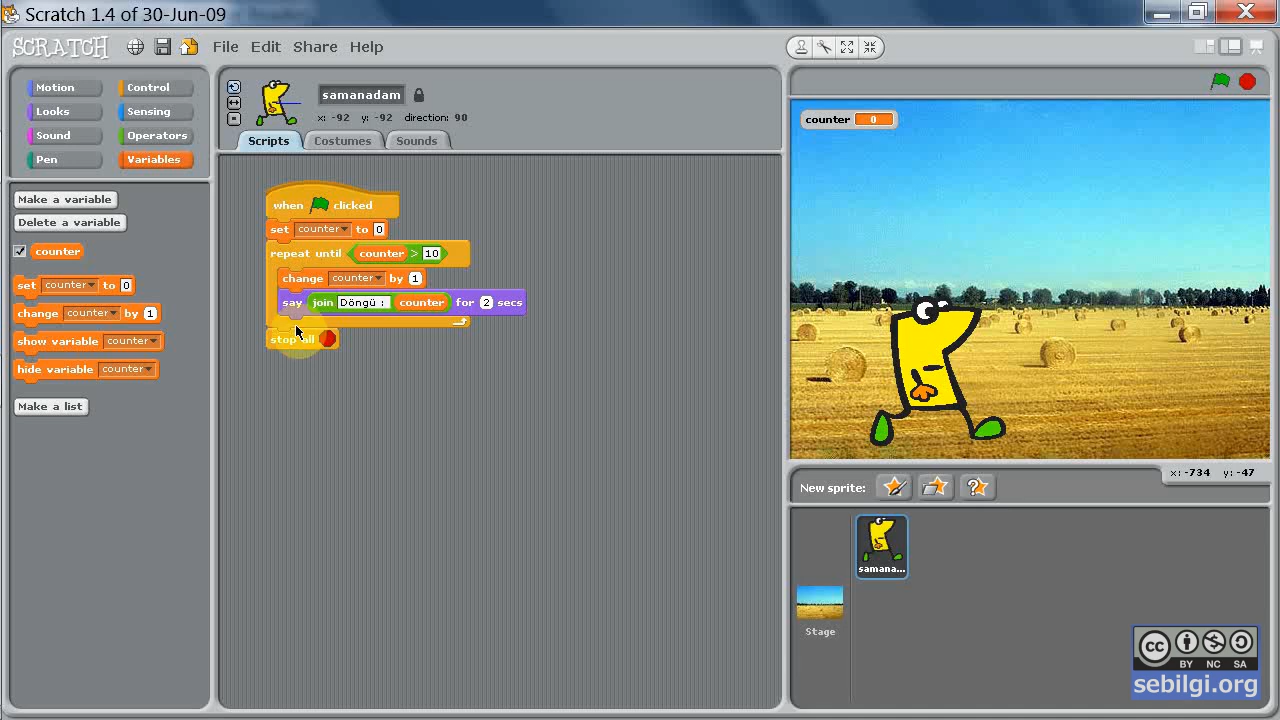 Scratch 1.4 of 30-Jun-09
SCRATCH
File Edit Share Help
Motion Control
Looks Sensing
Sound Operators
Pen Variables
Make a variable
Delete a variable
counter
set counter to 0
change counter by 1
show variable counter
hide variable counter
Make a list
samanadam
x: -92 y: -92 direction: 90
Scripts Costumes Sounds
when clicked
set counter to 0
repeat until counter > 10
change counter by 1
say join Döngü : counter for 2 secs
stop all
counter 0
x: -734 y: -47
New sprite:
samana...
Stage
cc
BY NC SA
sebilgi.org